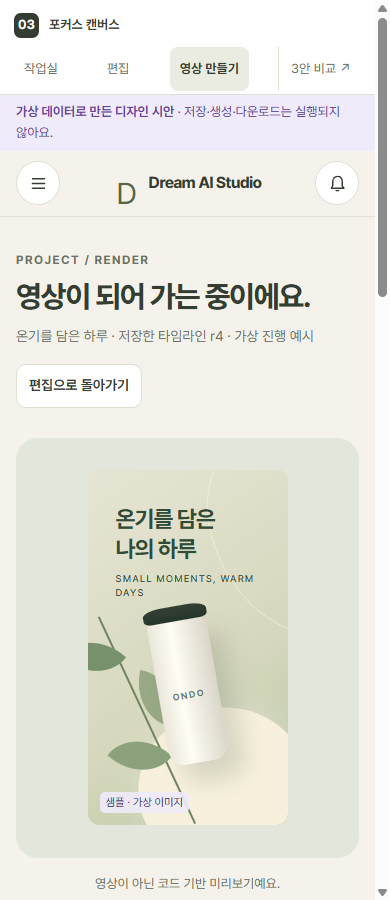 03 포커스 캔버스
작업실 편집 영상 만들기 3안 비교 ↗
가상 데이터로 만든 디자인 시안 · 저장·생성·다운로드는 실행되지
않아요.
D Dream AI Studio
PROJECT / RENDER
영상이 되어 가는 중이에요.
온기를 담은 하루 · 저장한 타임라인 r4 · 가상 진행 예시
편집으로 돌아가기
온기를 담은
나의 하루
SMALL MOMENTS, WARM
DAYS
ONDO
샘플 · 가상 이미지
영상이 아닌 코드 기반 미리보기예요.